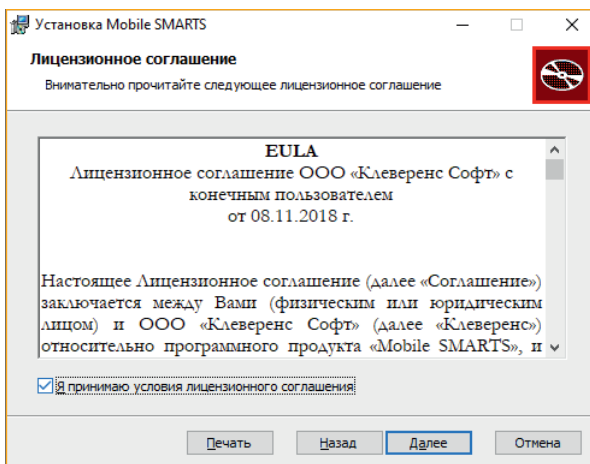 Установка Mobile SMARTS
Лицензионное соглашение
Внимательно прочитайте следующее лицензионное соглашение
EULA
Лицензионное соглашение ООО «Клеверенс Софт» с
конечным пользователем
от 08.11.2018 г.
Настоящее Лицензионное соглашение (далее «Соглашение»)
заключается между Вами (физическим или юридическим
лицом) и ООО «Клеверенс Софт» (далее «Клеверенс»)
относительно программного продукта «Mobile SMARTS», и
Я принимаю условия лицензионного соглашения
Печать Назад Далее Отмена